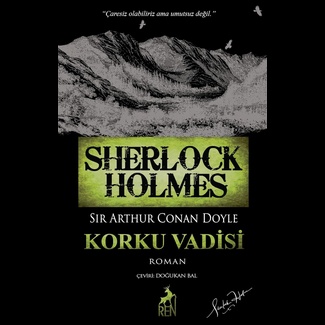 "Çaresiz olabiliriz ama umutsuz değil."
SHERLOCK
HOLMES
SIR ARTHUR CONAN DOYLE
KORKU VADİSİ
ROMAN
ÇEVİRİ: DOĞUKAN BAL
REN